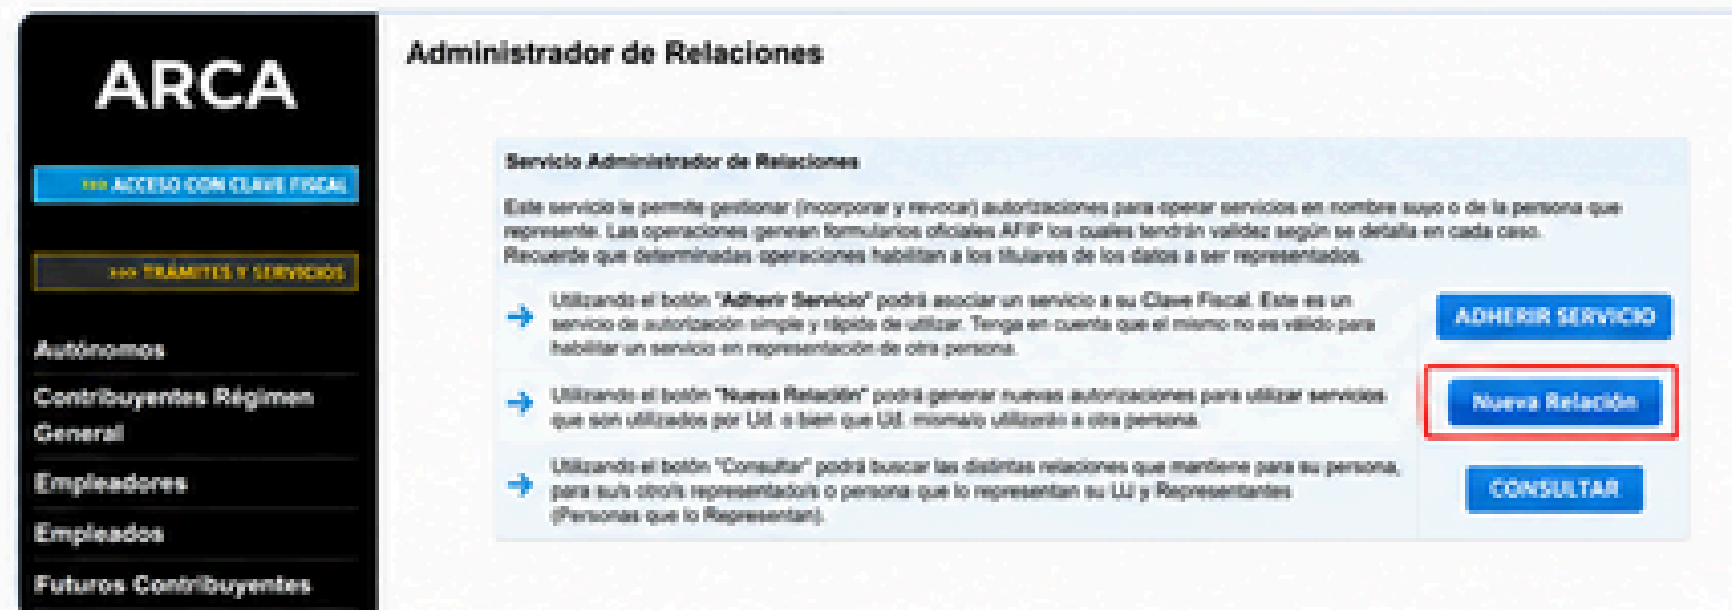 ARCA
>>> ACCESO CON CLAVE FISCAL
>>> TRÁMITES Y SERVICIOS
Autónomos
Contribuyentes Régimen
General
Empleadores
Empleados
Futuros Contribuyentes
Administrador de Relaciones
Servicio Administrador de Relaciones
Este servicio le permite gestionar (incorporar y revocar) autorizaciones para operar servicios en nombre suyo o de la persona que
represente. Las operaciones generan formularios oficiales AFIP los cuales tendrán validez según se detalla en cada caso.
Recuerde que determinadas operaciones habilitan a los titulares de los datos a ser representados.
Utilizando el botón "Adherir Servicio" podrá asociar un servicio a su Clave Fiscal. Este es un
servicio de autorización simple y rápido de utilizar. Tenga en cuenta que el mismo no es válido para
habilitar un servicio en representación de otra persona.
ADHERIR SERVICIO
Utilizando el botón "Nueva Relación" podrá generar nuevas autorizaciones para utilizar servicios
que son utilizados por Ud. o bien que Ud. utilizarán a otra persona.
Nueva Relación
Utilizando el botón "Consultar" podrá buscar las distintas relaciones que mantiene para su persona,
para su/s otro/s representado/s o persona que lo representan su y Representantes
(Personas que lo Representan).
CONSULTAR